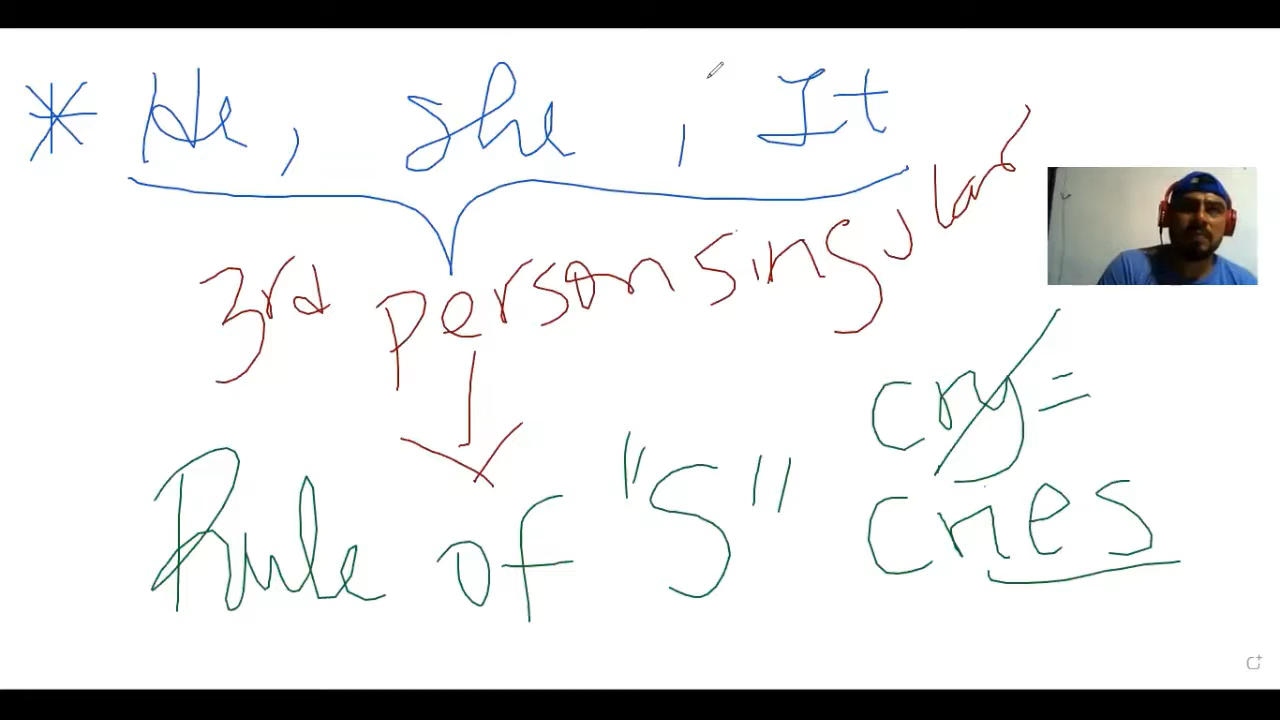 * He, she, It
3rd person singular
Rule of "S"
cry =
cries